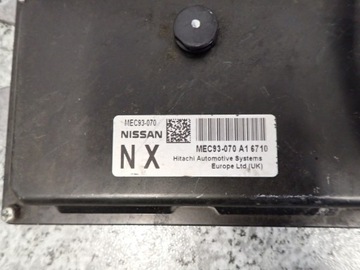 MEC93-070
NISSAN
NX
MEC93-070 A1 6710
Hitachi Automotive Systems
Europe Ltd (UK)